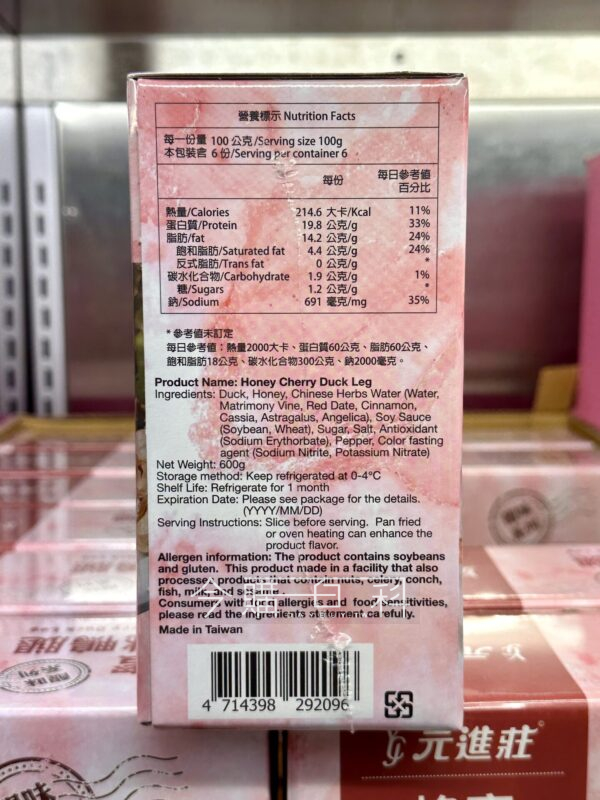 營養標示 Nutrition Facts
每一份量 100 公克/Serving size 100g
本包裝含 6 份/Serving per container 6
每份 每日參考值百分比
熱量/Calories 214.6 大卡/Kcal 11%
蛋白質/Protein 19.8 公克/g 33%
脂肪/fat 14.2 公克/g 24%
飽和脂肪/Saturated fat 4.4 公克/g 24%
反式脂肪/Trans fat 0 公克/g *
碳水化合物/Carbohydrate 1.9 公克/g 1%
糖/Sugars 1.2 公克/g *
鈉/Sodium 691 毫克/mg 35%
*參考值未訂定
每日參考值：熱量2000大卡、蛋白質60公克、脂肪60公克、
飽和脂肪18公克、碳水化合物300公克、鈉2000毫克。
Product Name: Honey Cherry Duck Leg
Ingredients: Duck, Honey, Chinese Herbs Water (Water,
Matrimony Vine, Red Date, Cinnamon,
Cassia, Astragalus, Angelica), Soy Sauce
(Soybean, Wheat), Sugar, Salt, Antioxidant
(Sodium Erythorbate), Pepper, Color fasting
agent (Sodium Nitrite, Potassium Nitrate)
Net Weight: 600g
Storage method: Keep refrigerated at 0-4°C
Shelf Life: Refrigerate for 1 month
Expiration Date: Please see package for the details.
(YYYY/MM/DD)
Serving Instructions: Slice before serving. Pan fried
or oven heating can enhance the
product flavor.
Allergen information: The product contains soybeans
and gluten. This product made in a facility that also
processes products that contain nuts, celery, conch,
fish, milk, and sesame .
Consumers with food allergies and food sensitivities,
please read the ingredients statement carefully.
Made in Taiwan
4 714398 292096
元進莊